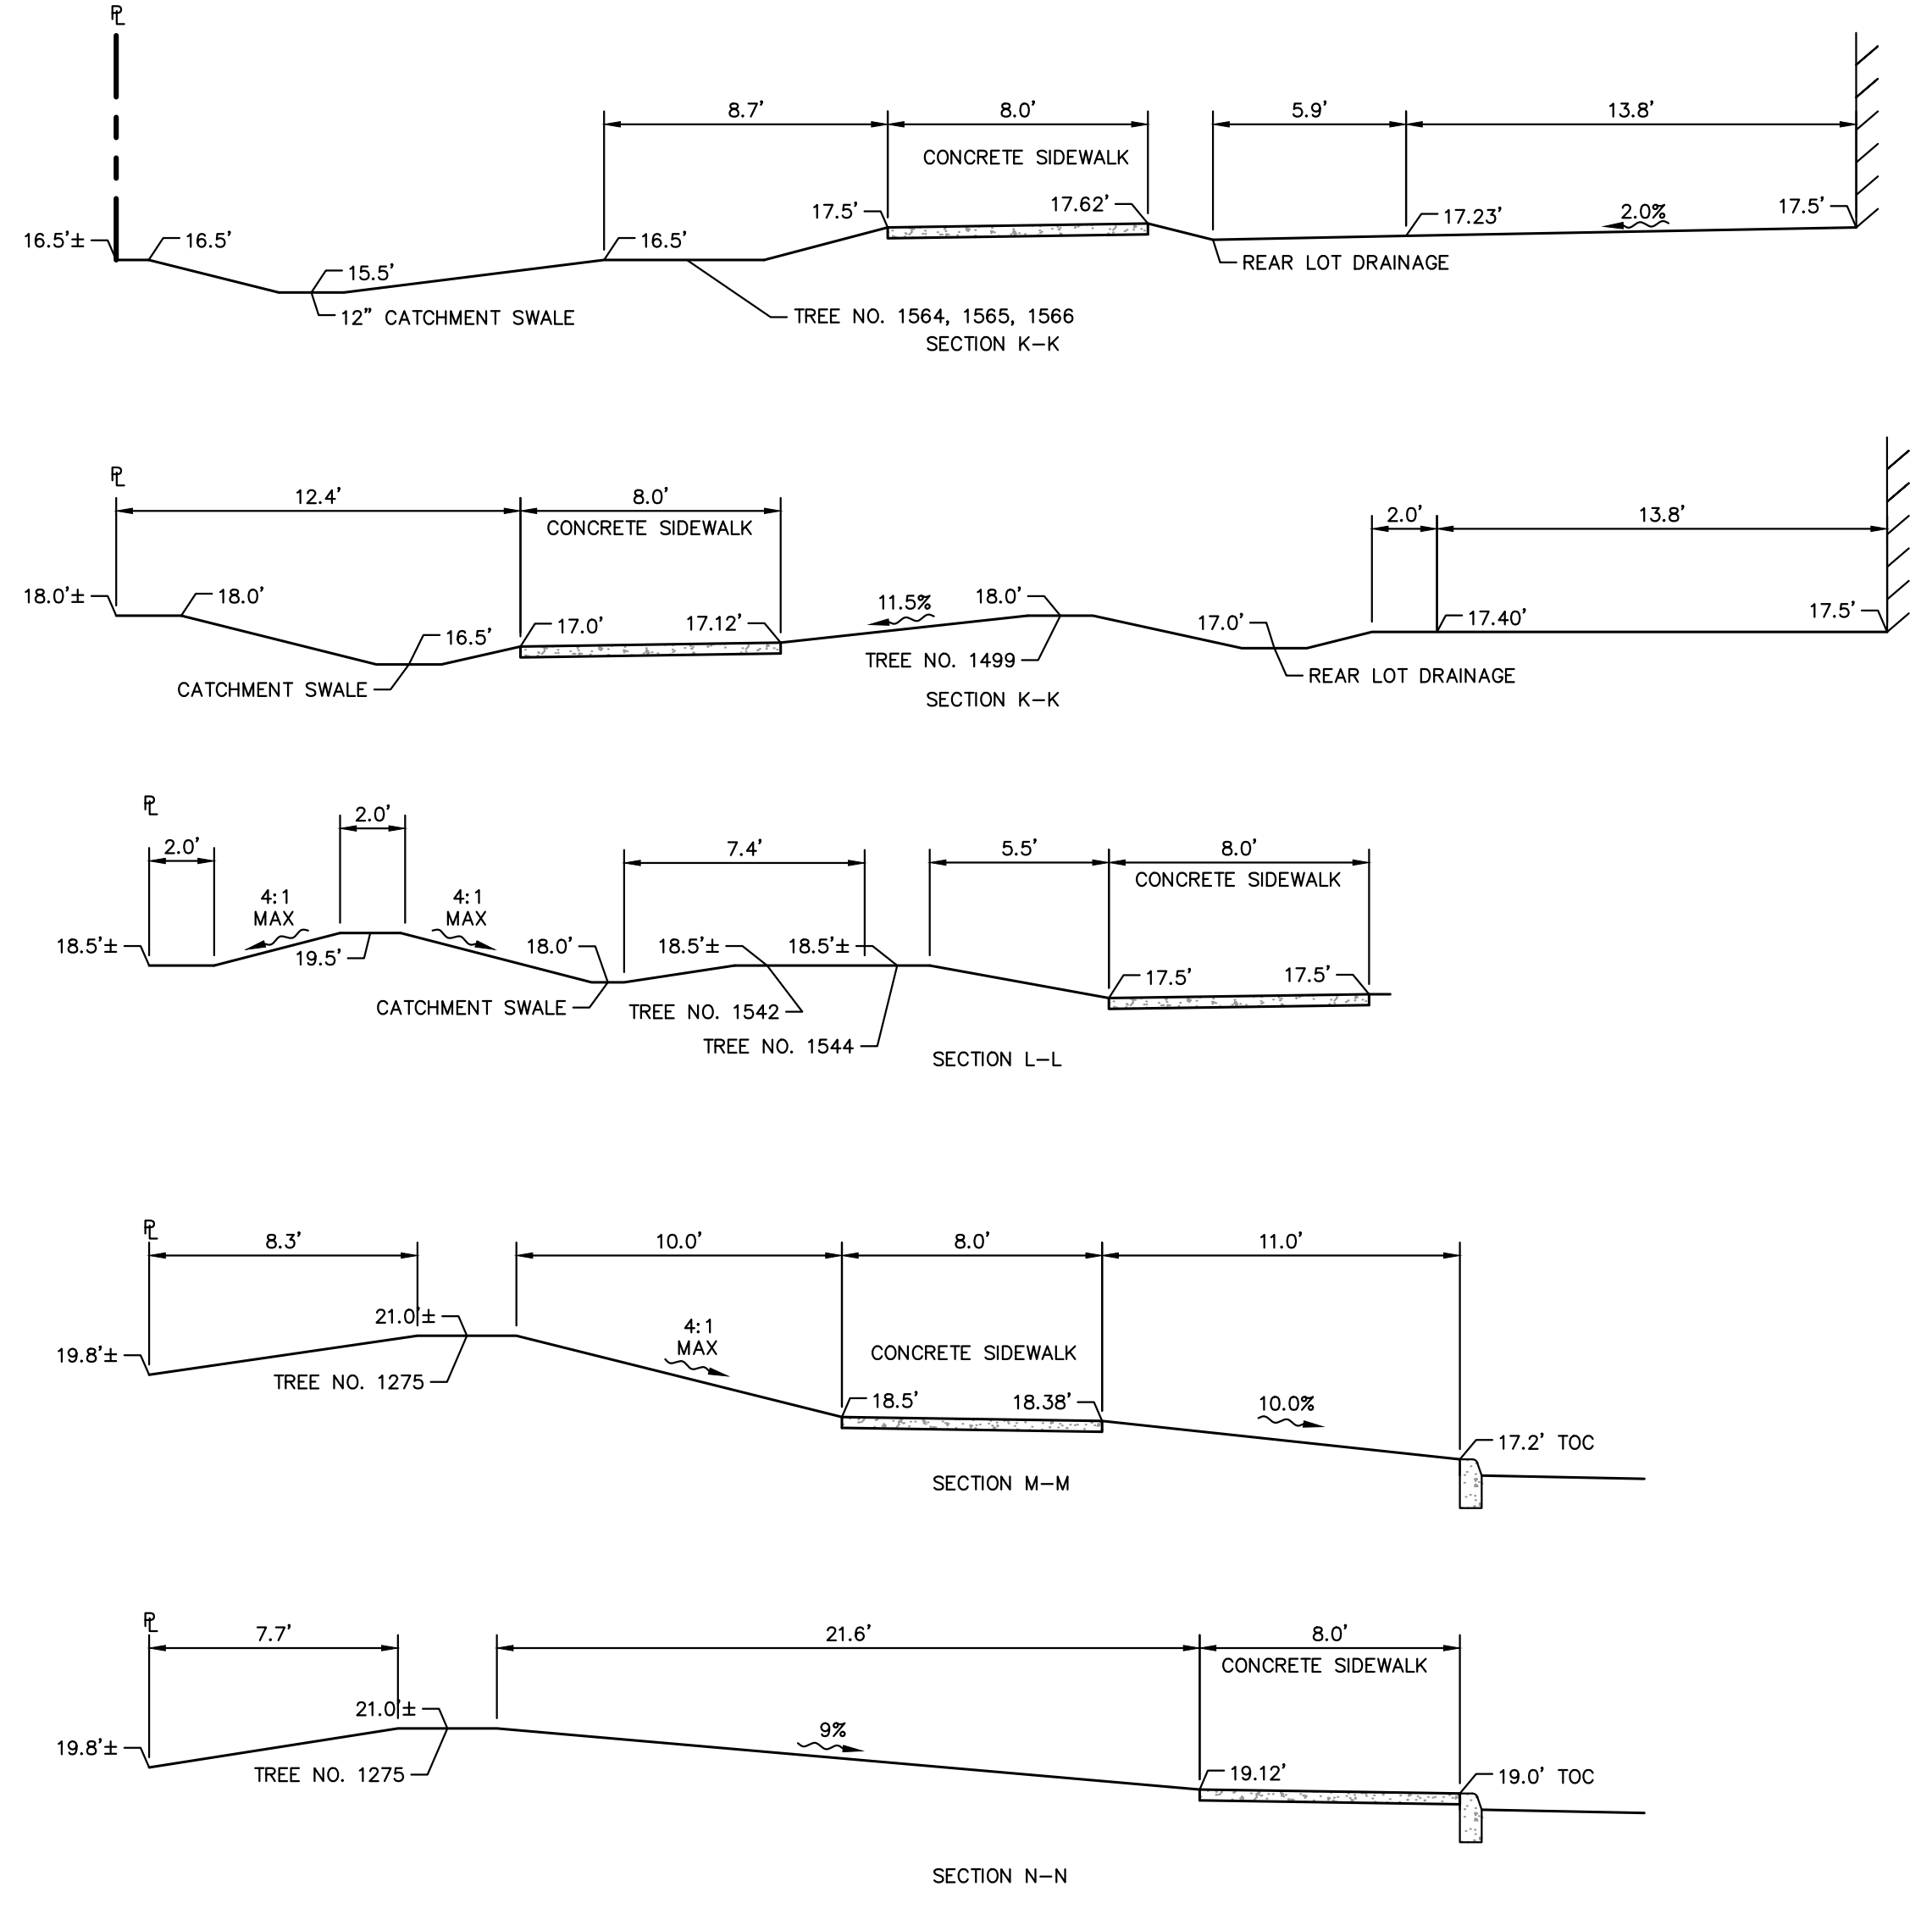 PL
8.7' 8.0' 5.9' 13.8'
CONCRETE SIDEWALK
16.5'± 16.5' 15.5' 16.5' 17.5' 17.62' 17.23' 2.0% 17.5'
REAR LOT DRAINAGE
12” CATCHMENT SWALE
TREE NO. 1564, 1565, 1566
SECTION K-K
PL
12.4' 8.0' 2.0' 13.8'
CONCRETE SIDEWALK
18.0'± 18.0' 16.5' 17.0' 17.12' 11.5% 18.0' 17.0' 17.40' 17.5'
TREE NO. 1499
REAR LOT DRAINAGE
CATCHMENT SWALE
SECTION K-K
PL
2.0' 2.0' 7.4' 5.5' 8.0'
CONCRETE SIDEWALK
4:1
MAX
4:1
MAX
18.5'± 19.5' 18.0' 18.5'± 18.5'± 17.5' 17.5'
CATCHMENT SWALE
TREE NO. 1542
TREE NO. 1544
SECTION L-L
PL
8.3' 10.0' 8.0' 11.0'
21.0'±
4:1
MAX
CONCRETE SIDEWALK
19.8'±
TREE NO. 1275
18.5' 18.38' 10.0%
17.2' TOC
SECTION M-M
PL
7.7' 21.6' 8.0'
CONCRETE SIDEWALK
21.0'±
9%
19.8'±
TREE NO. 1275
19.12'
19.0' TOC
SECTION N-N